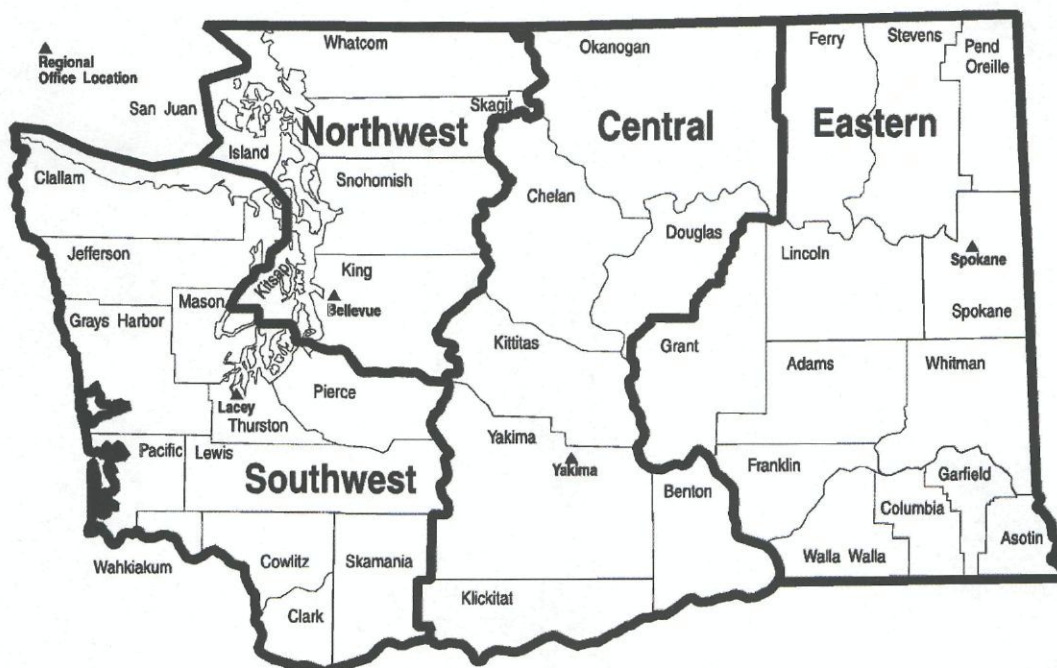 Regional
Office Location
San Juan
Whatcom
Skagit
Northwest
Island
Snohomish
King
Kitsap
Bellevue
Okanogan
Central
Chelan
Douglas
Kittitas
Yakima
Yakima
Benton
Klickitat
Ferry
Stevens
Pend
Oreille
Eastern
Lincoln
Spokane
Spokane
Grant
Adams
Whitman
Franklin
Garfield
Columbia
Walla Walla
Asotin
Clallam
Jefferson
Mason
Grays Harbor
Lacey
Thurston
Pierce
Pacific
Lewis
Southwest
Wahkiakum
Cowlitz
Skamania
Clark